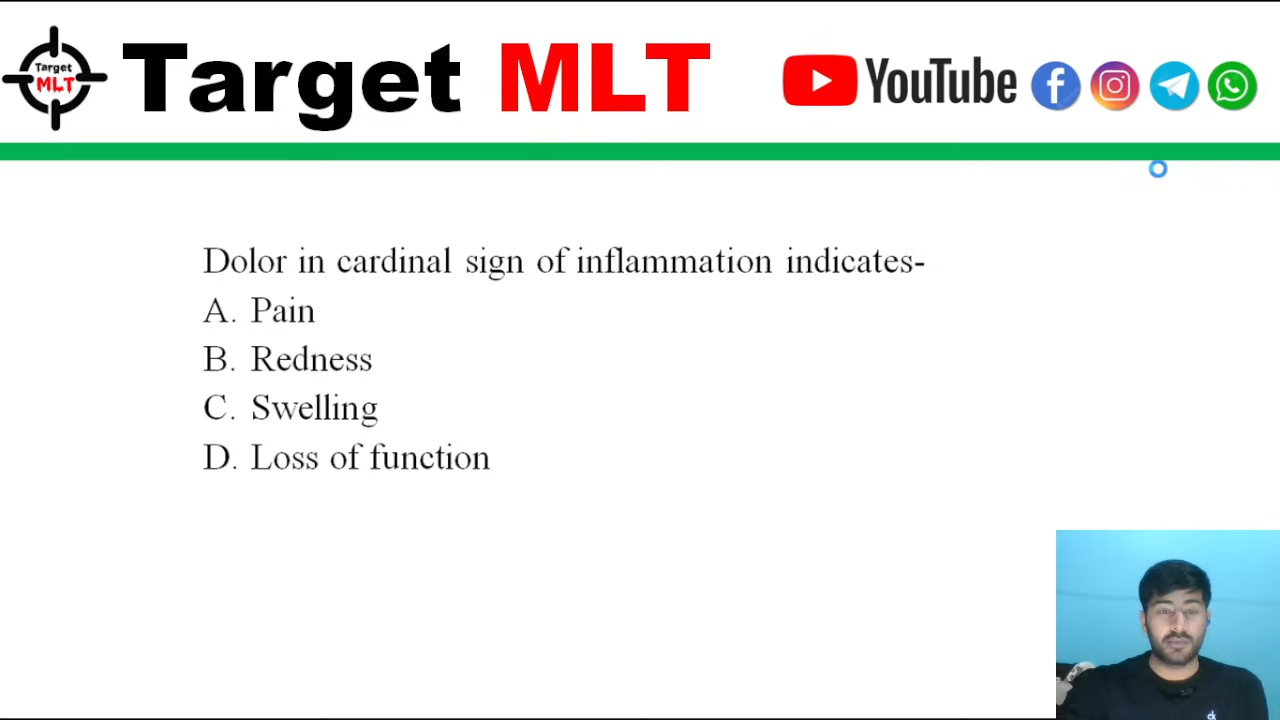 Target
MLT
Target MLT
YouTube
Dolor in cardinal sign of inflammation indicates-
A. Pain
B. Redness
C. Swelling
D. Loss of function